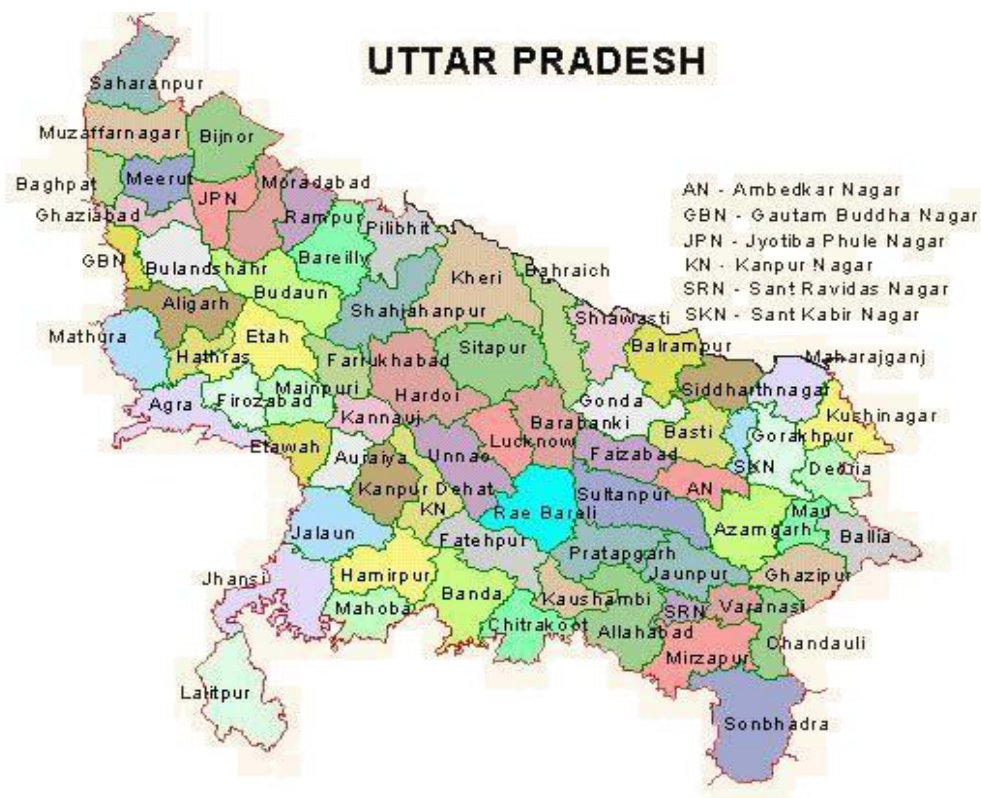 UTTAR PRADESH
Saharanpur
Muzaffarnagar
Bijnor
Baghpat
Meerut
JPN
Moradabad
Ghaziabad
Rampur
Pilibhit
GBN
Bulandshahr
Bareilly
Kheri
Bahraich
Aligarh
Budaun
Shahjahanpur
Shrawasti
Mathura
Hathras
Etah
Farrukhabad
Sitapur
Balrampur
Maharajganj
Agra
Firozabad
Mainpuri
Hardoi
Gonda
Siddharthnagar
Kannauj
Barabanki
Kushinagar
Etawah
Auraiya
Unnao
Lucknow
Faizabad
Basti
Gorakhpur
SKN
Deoria
Kanpur Dehat
KN
Rae Bareli
Sultanpur
AN
Azamgarh
Mau
Ballia
Jalaun
Fatehpur
Pratapgarh
Jaunpur
Ghazipur
Jhansi
Hamirpur
Banda
Kaushambi
SRN
Varanasi
Mahoba
Chitrakoot
Allahabad
Mirzapur
Chandauli
Lalitpur
Sonbhadra
AN - Ambedkar Nagar
GBN - Gautam Buddha Nagar
JPN - Jyotiba Phule Nagar
KN - Kanpur Nagar
SRN - Sant Ravidas Nagar
SKN - Sant Kabir Nagar